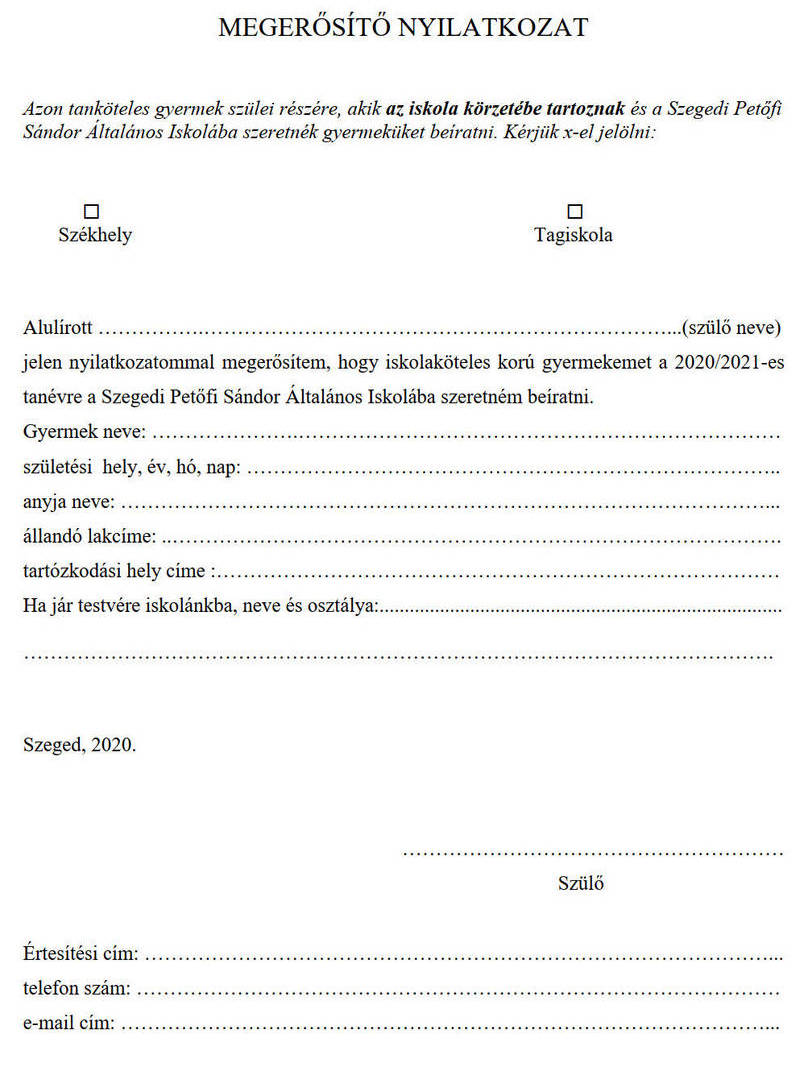 MEGERŐSÍTŐ NYILATKOZAT
Azon tanköteles gyermek szülei részére, akik az iskola körzetébe tartoznak és a Szegedi Petőfi
Sándor Általános Iskolába szeretnék gyermeküket beíratni. Kérjük x-el jelölni:
☐ ☐
Székhely Tagiskola
Alulírott …………….……………………………………………………………...(szülő neve)
jelen nyilatkozatommal megerősítem, hogy iskolaköteles korú gyermekemet a 2020/2021-es
tanévre a Szegedi Petőfi Sándor Általános Iskolába szeretném beíratni.
Gyermek neve: ………………….………………………………………………………………
születési  hely, év, hó, nap: ……………………………………………………………………..
anyja neve: ……………………………………………………………………………………...
állandó lakcíme: ..……………………………………………………………………………….
tartózkodási hely címe :…………………………………………………………………………
Ha jár testvére iskolánkba, neve és osztálya:................................................................................
………………………………………………………………………………………………….
Szeged, 2020.
…………………………………………………
Szülő
Értesítési cím: …………………………………………………………………………………...
telefon szám: ……………………………………………………………………………………
e-mail cím: ……………………………………………………………………………………...